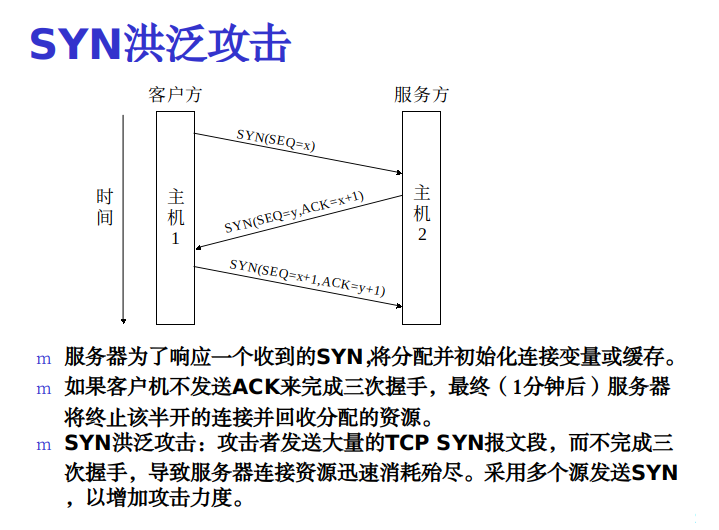 SYN洪泛攻击
客户方
服务方
SYN(SEQ=x)
时间
主机1
主机2
SYN(SEQ=y,ACK=x+1)
SYN(SEQ=x+1,ACK=y+1)
m 服务器为了响应一个收到的SYN,将分配并初始化连接变量或缓存。
m 如果客户机不发送ACK来完成三次握手，最终（1分钟后）服务器
将终止该半开的连接并回收分配的资源。
m SYN洪泛攻击：攻击者发送大量的TCP SYN报文段，而不完成三
次握手，导致服务器连接资源迅速消耗殆尽。采用多个源发送SYN
，以增加攻击力度。